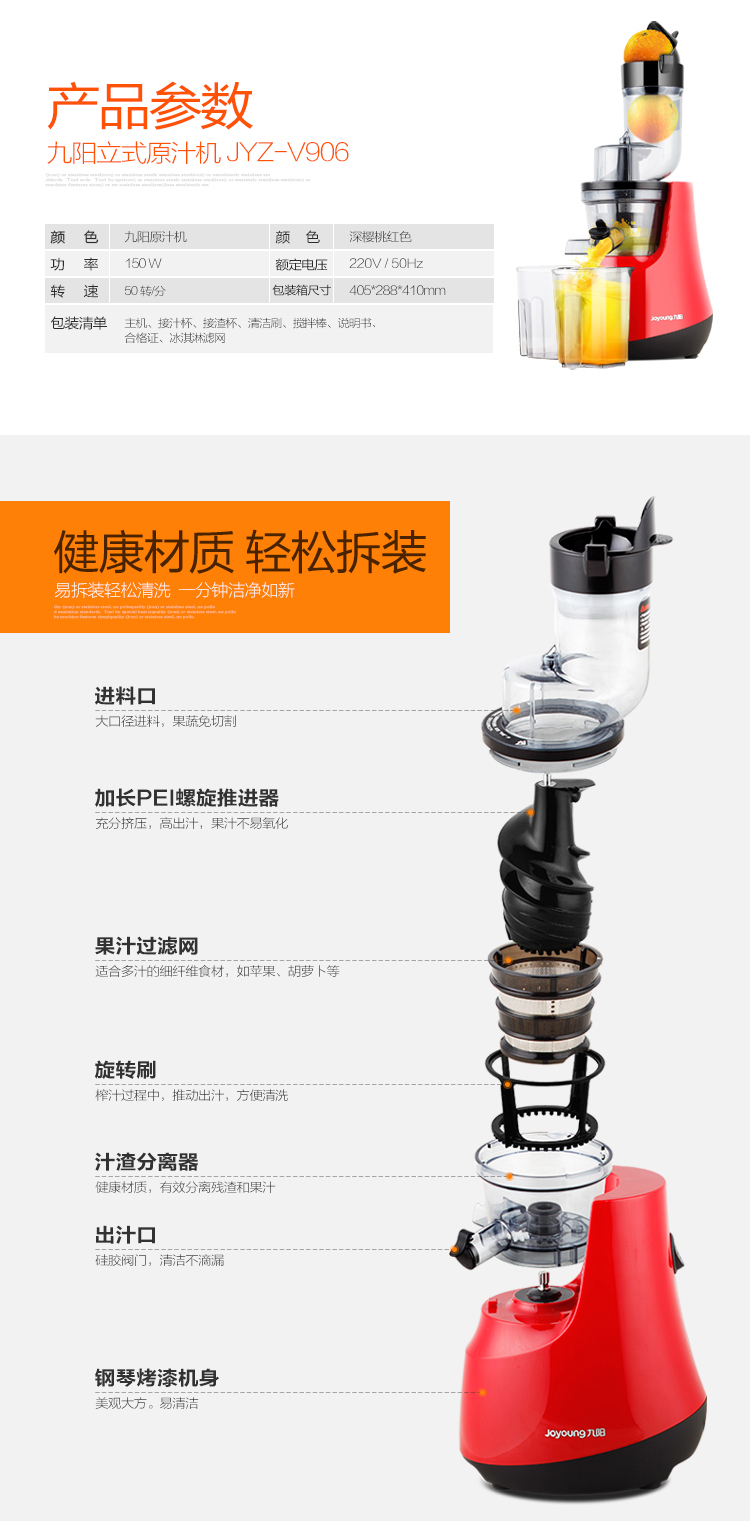 产品参数
九阳立式原汁机 JYZ-V906
颜 色 九阳原汁机 颜 色 深樱桃红色
功 率 150 W 额定电压 220V / 50Hz
转 速 50 转/分 包装箱尺寸 405*288*410mm
包装清单 主机、接汁杯、接渣杯、清洁刷、搅拌棒、说明书、
合格证、冰淇淋滤网
Joyoung九阳
健康材质 轻松拆装
易拆装轻松清洗 一分钟洁净如新
进料口
大口径进料，果蔬免切割
加长PEI螺旋推进器
充分挤压，高出汁，果汁不易氧化
果汁过滤网
适合多汁的细纤维食材，如苹果、胡萝卜等
旋转刷
榨汁过程中，推动出汁，方便清洗
汁渣分离器
健康材质，有效分离残渣和果汁
出汁口
硅胶阀门，清洁不滴漏
钢琴烤漆机身
美观大方。易清洁
Joyoung九阳